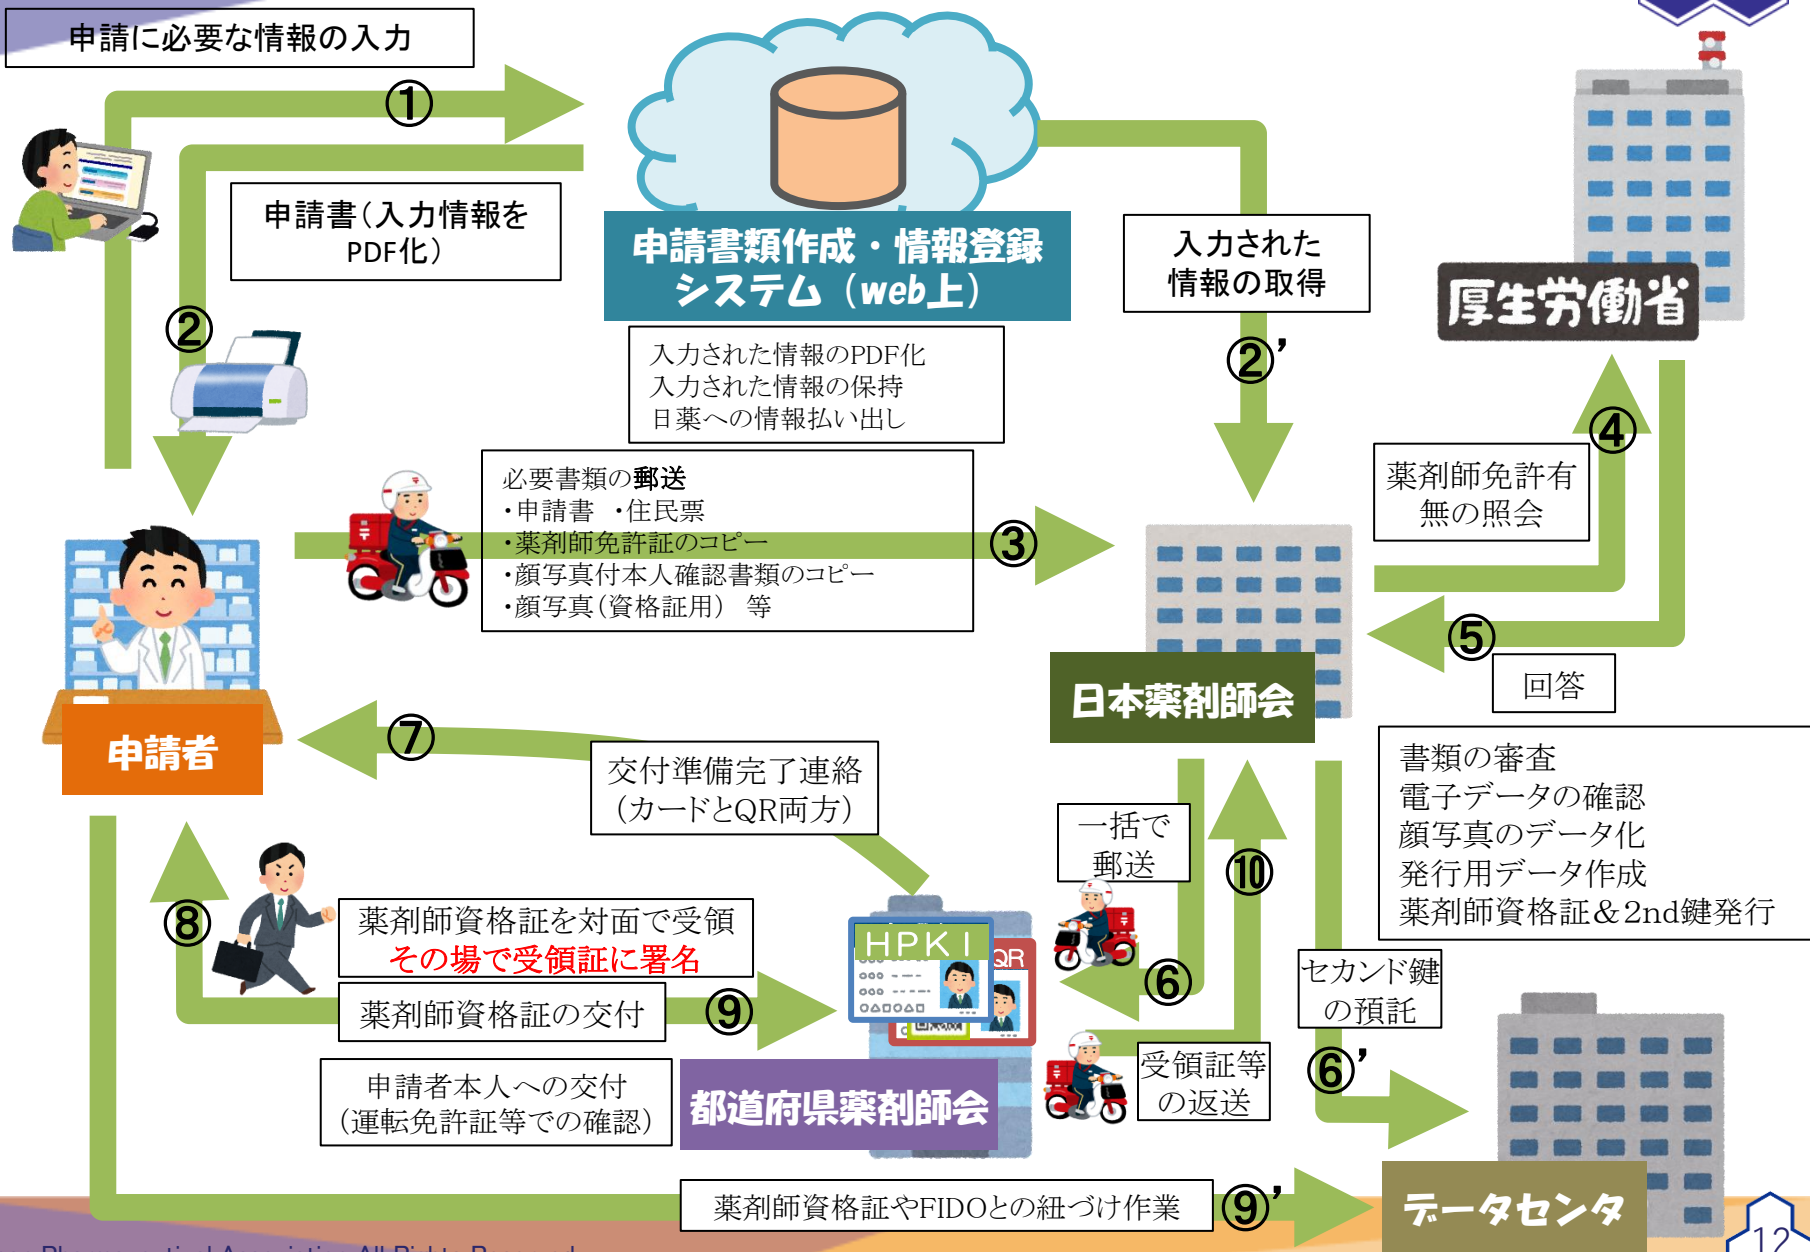 申請に必要な情報の入力
①
申請書(入力情報を
PDF化)
②
申請書類作成・情報登録
システム(web上)
入力された情報のPDF化
入力された情報の保持
日薬への情報払い出し
入力された
情報の取得
②’
厚生労働省
④
薬剤師免許有
無の照会
必要書類の郵送
・申請書 ・住民票
・薬剤師免許証のコピー
・顔写真付本人確認書類のコピー
・顔写真(資格証用) 等
③
⑤
回答
日本薬剤師会
申請者
⑦
交付準備完了連絡
(カードとQR両方)
書類の審査
電子データの確認
顔写真のデータ化
発行用データ作成
薬剤師資格証&2nd鍵発行
一括で
郵送
⑩
⑧
薬剤師資格証を対面で受領
その場で受領証に署名
HPKI
QR
⑥
セカンド鍵
の預託
薬剤師資格証の交付
⑨
受領証等
の返送
⑥’
申請者本人への交付
(運転免許証等での確認)
都道府県薬剤師会
薬剤師資格証やFIDOとの紐づけ作業
⑨’
データセンタ
12